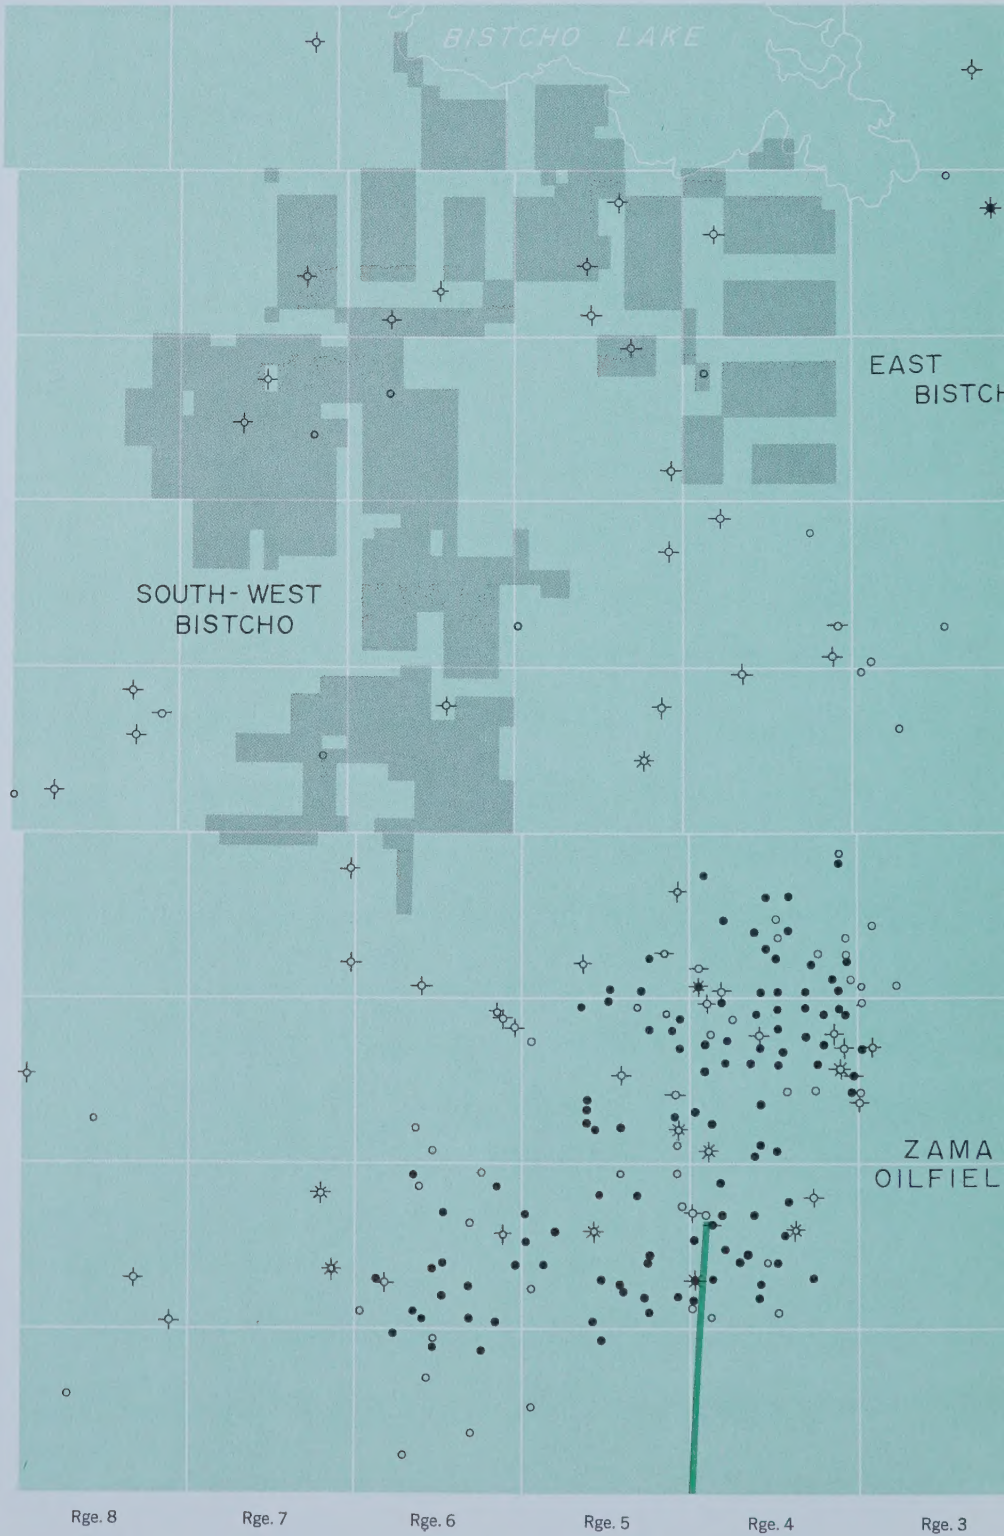 BISTCHO LAKE
EAST
BISTCH
SOUTH-WEST
BISTCHO
ZAMA
OILFIEL
Rge. 8 Rge. 7 Rge. 6 Rge. 5 Rge. 4 Rge. 3